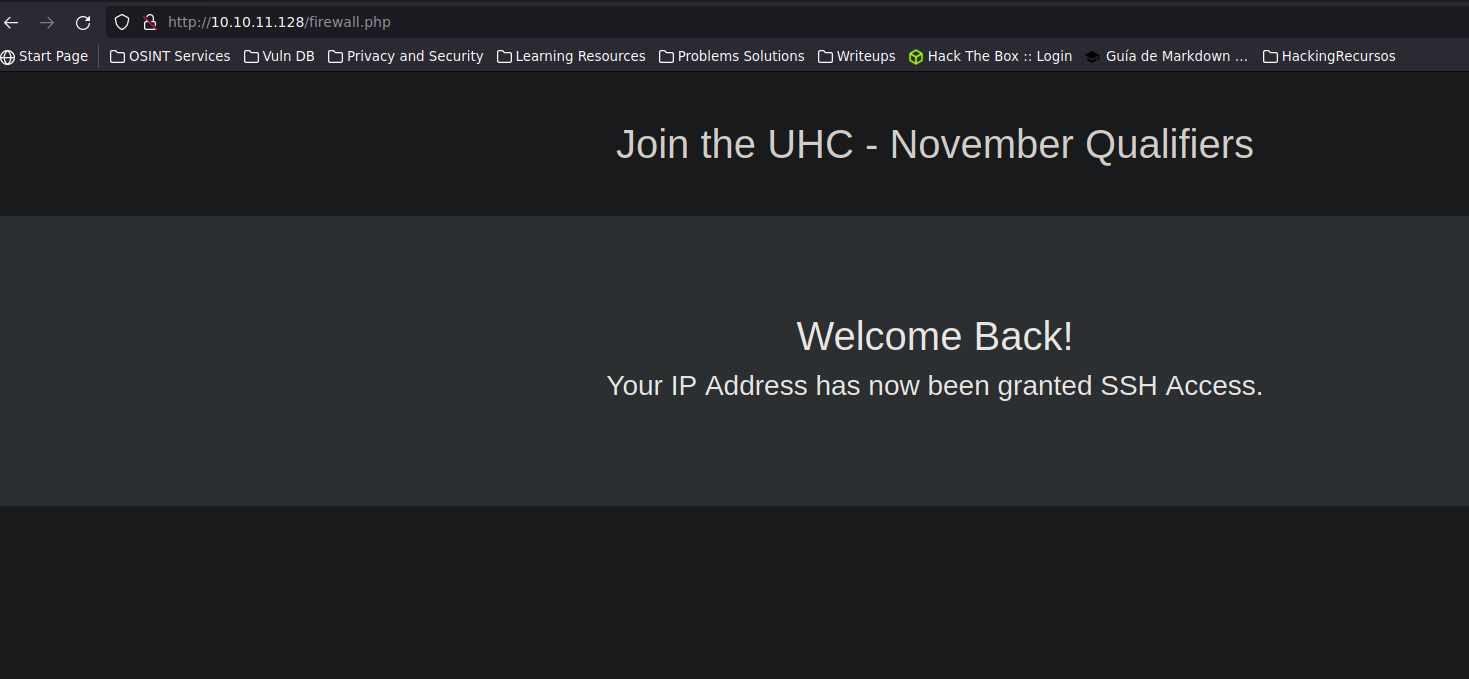 http://10.10.11.128/firewall.php
Start Page OSINT Services Vuln DB Privacy and Security Learning Resources Problems Solutions Writeups Hack The Box :: Login Guía de Markdown ... HackingRecursos
Join the UHC - November Qualifiers
Welcome Back!
Your IP Address has now been granted SSH Access.